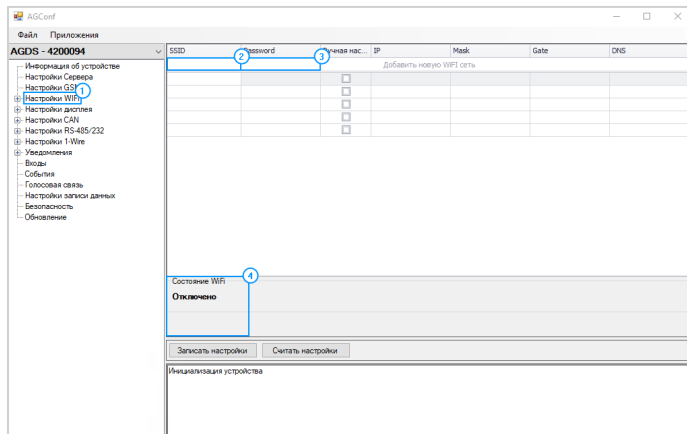 AGConf
Файл Приложения
AGDS - 4200094
SSID Password IP Mask Gate DNS
2
3
Добавить новую WIFI сеть
Информация об устройстве
Настройки Сервера
Настройки
1
Настройки WIFI
Настройки дисплея
Настройки CAN
Настройки RS-485/232
Настройки 1-Wire
Уведомления
Входы
События
Голосовая связь
Настройки записи данных
Безопасность
Обновление
4
Состояние WiFi
Отключено
Записать настройки Считать настройки
Инициализация устройства